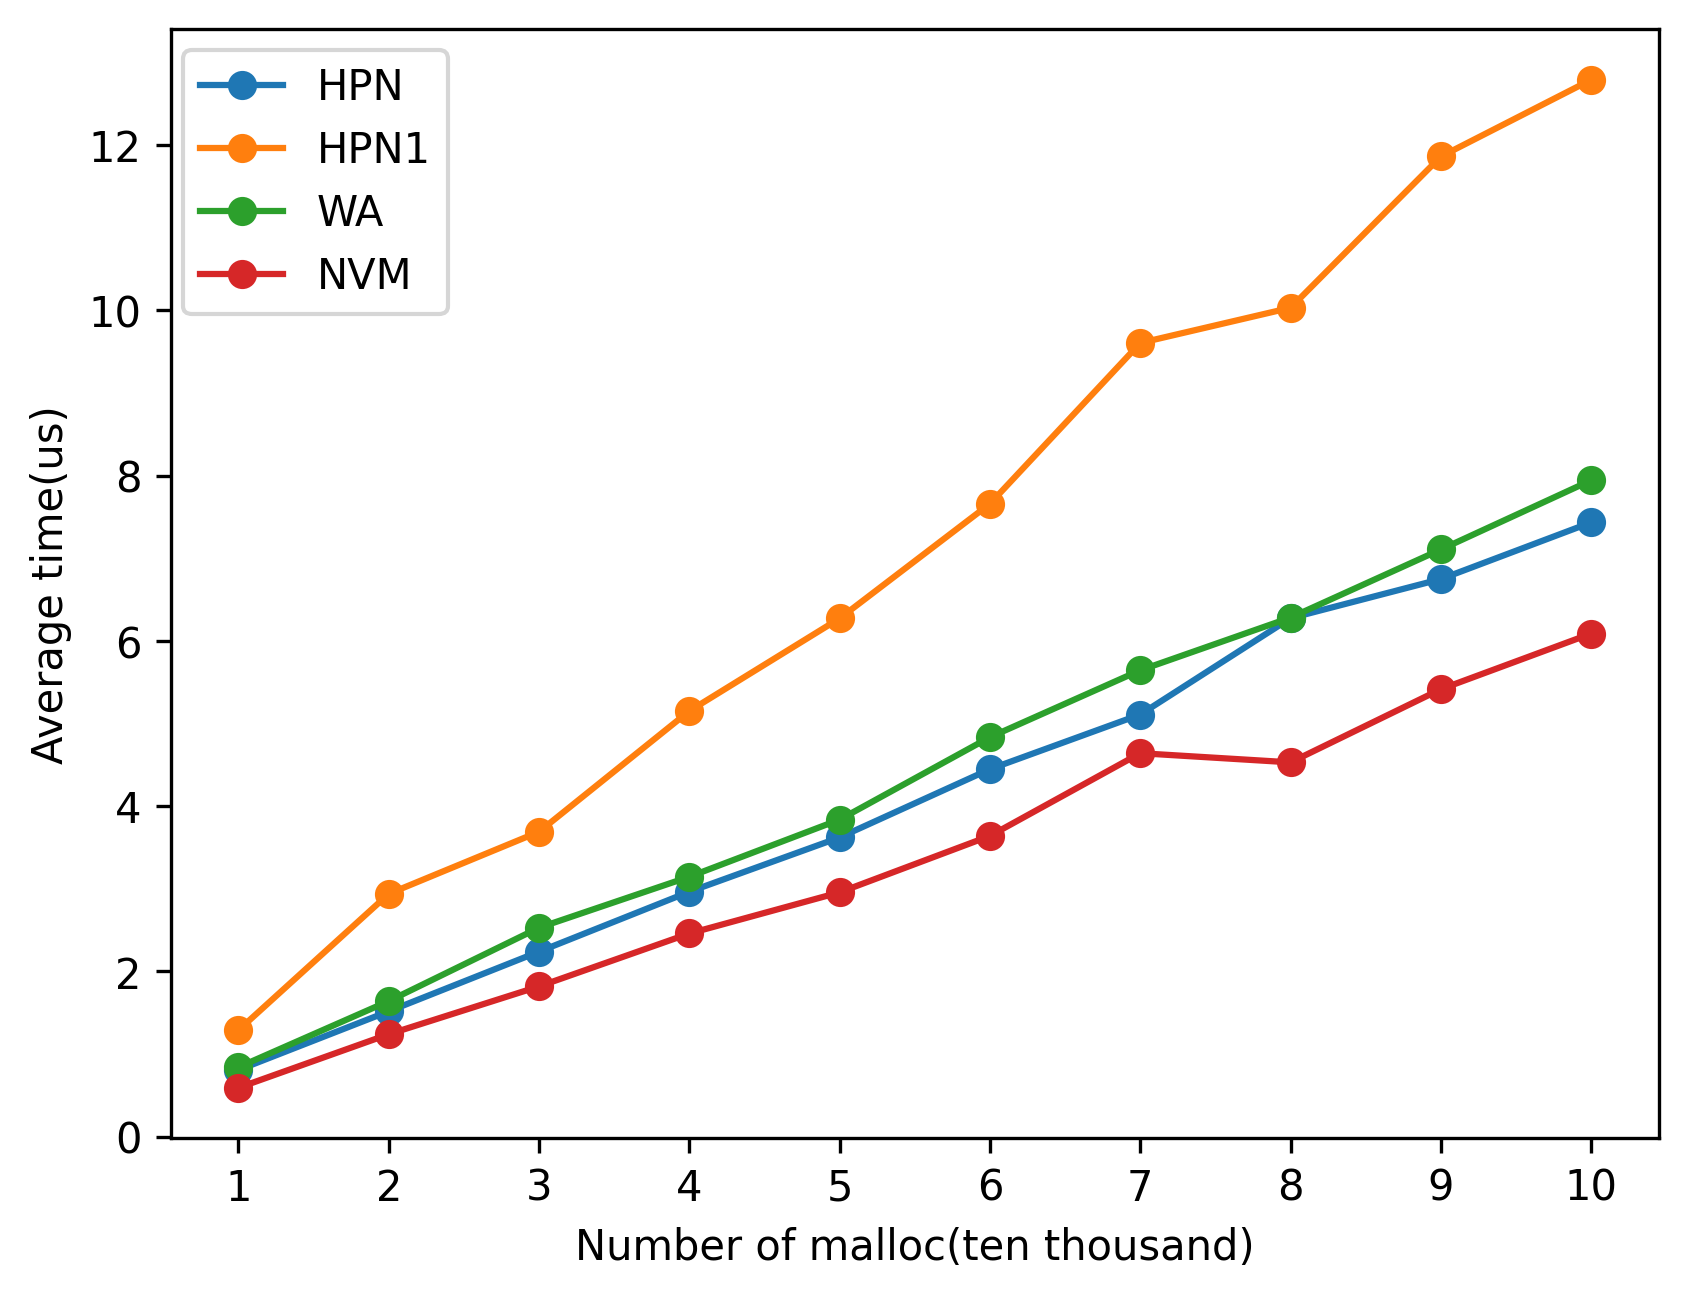 HPN
HPN1
WA
NVM
12
10
8
6
4
2
0
Average time(us)
1 2 3 4 5 6 7 8 9 10
Number of malloc(ten thousand)